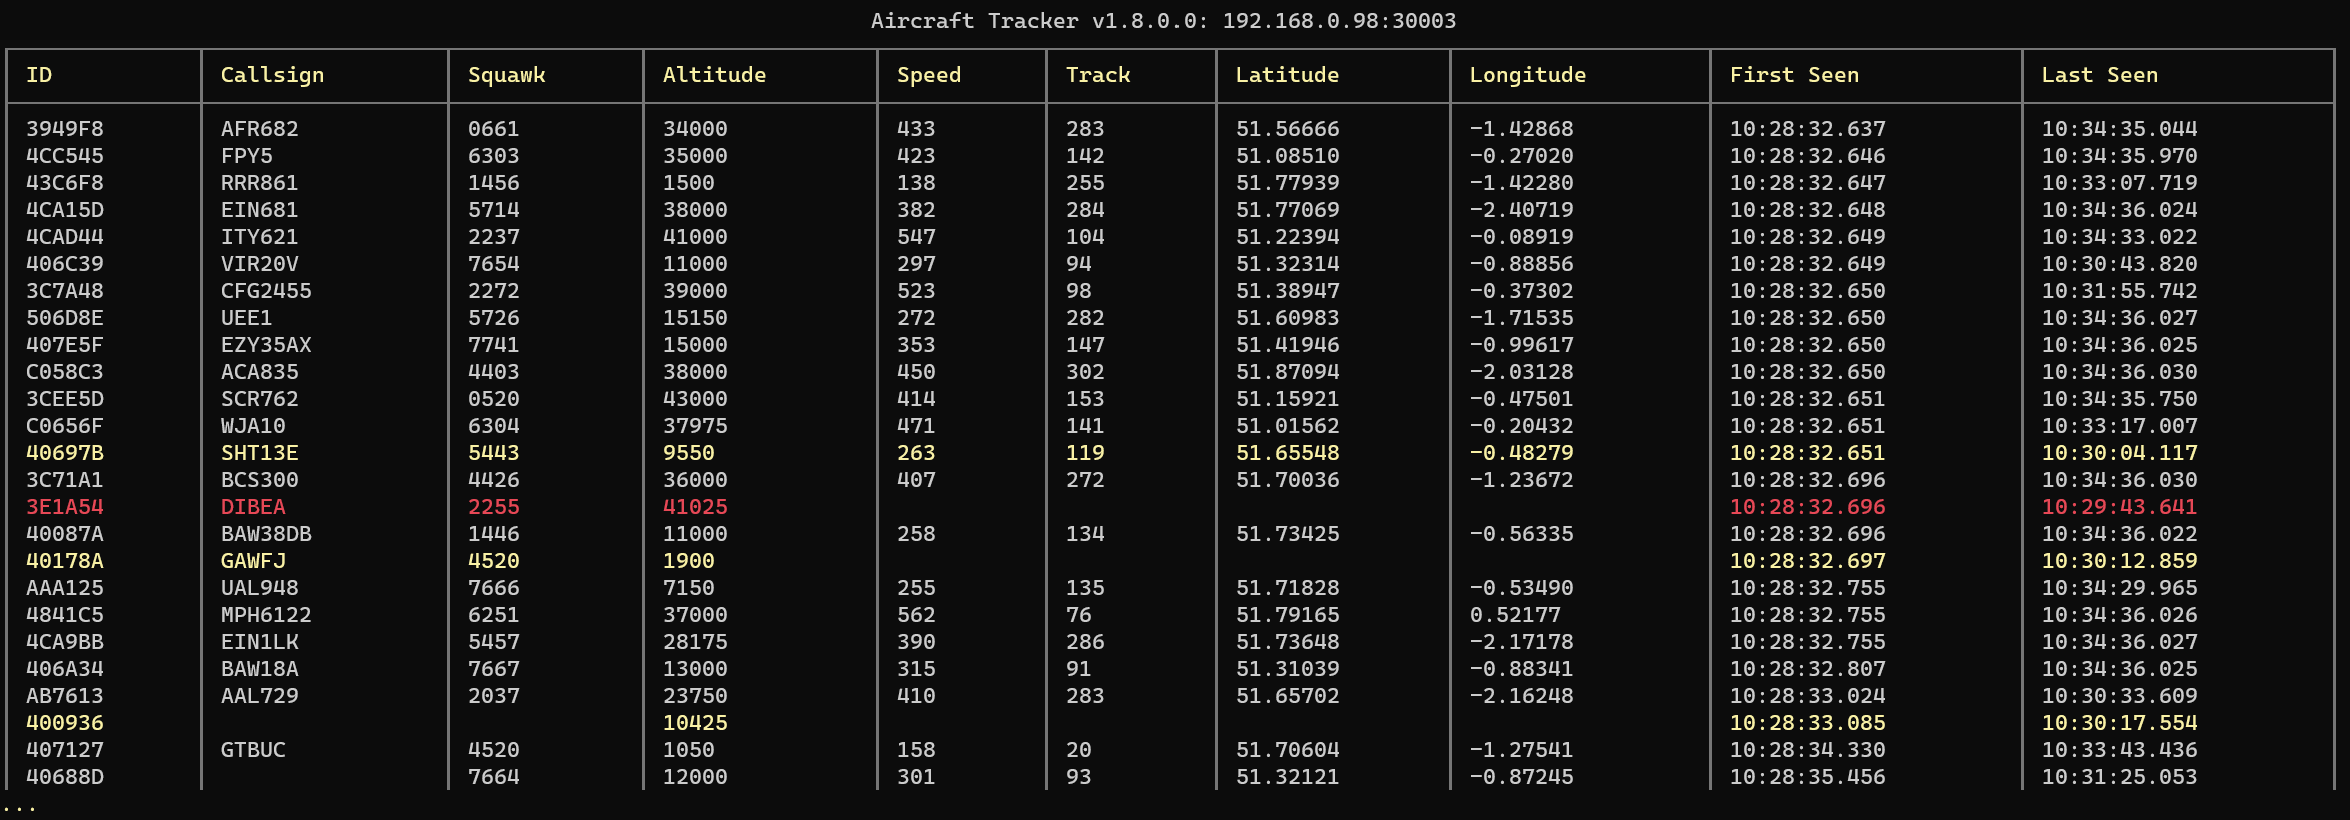 Aircraft Tracker v1.8.0.0: 192.168.0.98:30003
ID Callsign Squawk Altitude Speed Track Latitude Longitude First Seen Last Seen
3949F8 AFR682 0661 34000 433 283 51.56666 -1.42868 10:28:32.637 10:34:35.044
4CC545 FPY5 6303 35000 423 142 51.08510 -0.27020 10:28:32.646 10:34:35.970
43C6F8 RRR861 1456 1500 138 255 51.77939 -1.42280 10:28:32.647 10:33:07.719
4CA15D EIN681 5714 38000 382 284 51.77069 -2.40719 10:28:32.648 10:34:36.024
4CAD44 ITY621 2237 41000 547 104 51.22394 -0.08919 10:28:32.649 10:34:33.022
406C39 VIR20V 7654 11000 297 94 51.32314 -0.88856 10:28:32.649 10:30:43.820
3C7A48 CFG2455 2272 39000 523 98 51.38947 -0.37302 10:28:32.650 10:31:55.742
506D8E UEE1 5726 15150 272 282 51.60983 -1.71535 10:28:32.650 10:34:36.027
407E5F EZY35AX 7741 15000 353 147 51.41946 -0.99617 10:28:32.650 10:34:36.025
C058C3 ACA835 4403 38000 450 302 51.87094 -2.03128 10:28:32.650 10:34:36.030
3CEE5D SCR762 0520 43000 414 153 51.15921 -0.47501 10:28:32.651 10:34:35.750
C0656F WJA10 6304 37975 471 141 51.01562 -0.20432 10:28:32.651 10:33:17.007
40697B SHT13E 5443 9550 263 119 51.65548 -0.48279 10:28:32.651 10:30:04.117
3C71A1 BCS300 4426 36000 407 272 51.70036 -1.23672 10:28:32.696 10:34:36.030
3E1A54 DIBEA 2255 41025 10:28:32.696 10:29:43.641
40087A BAW38DB 1446 11000 258 134 51.73425 -0.56335 10:28:32.696 10:34:36.022
40178A GAWFJ 4520 1900 10:28:32.697 10:30:12.859
AAA125 UAL948 7666 7150 255 135 51.71828 -0.53490 10:28:32.755 10:34:29.965
4841C5 MPH6122 6251 37000 562 76 51.79165 0.52177 10:28:32.755 10:34:36.026
4CA9BB EIN1LK 5457 28175 390 286 51.73648 -2.17178 10:28:32.755 10:34:36.027
406A34 BAW18A 7667 13000 315 91 51.31039 -0.88341 10:28:32.807 10:34:36.025
AB7613 AAL729 2037 23750 410 283 51.65702 -2.16248 10:28:33.024 10:30:33.609
400936 10425 10:28:33.085 10:30:17.554
407127 GTBUC 4520 1050 158 20 51.70604 -1.27541 10:28:34.330 10:33:43.436
40688D 7664 12000 301 93 51.32121 -0.87245 10:28:35.456 10:31:25.053
...